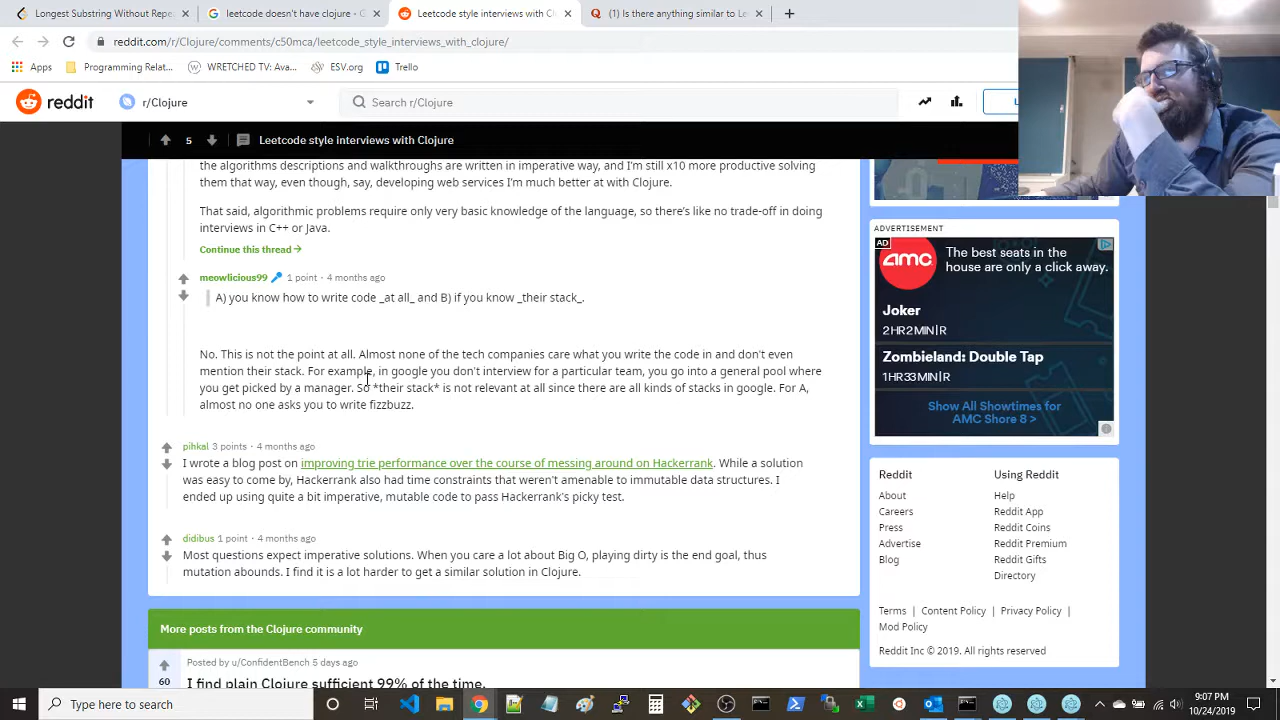 Longest Substring Without Repe
leetcode doesn't have clojure - G
Leetcode style interviews with Cl
(1) Is there anything similar to Le
reddit.com/r/Clojure/comments/c50mca/leetcode_style_interviews_with_clojure/
Apps
Programming Relat...
WRETCHED TV: Ava...
ESV.org
Trello
reddit
r/Clojure
Search r/Clojure
5
Leetcode style interviews with Clojure
the algorithms descriptions and walkthroughs are written in imperative way, and I'm still x10 more productive solving
them that way, even though, say, developing web services I'm much better at with Clojure.
That said, algorithmic problems require only very basic knowledge of the language, so there's like no trade-off in doing
interviews in C++ or Java.
Continue this thread
meowlicious99 1 point · 4 months ago
A) you know how to write code _at all_ and B) if you know _their stack_.
No. This is not the point at all. Almost none of the tech companies care what you write the code in and don't even
mention their stack. For example, in google you don't interview for a particular team, you go into a general pool where
you get picked by a manager. So *their stack* is not relevant at all since there are all kinds of stacks in google. For A,
almost no one asks you to write fizzbuzz.
pihkal 3 points · 4 months ago
I wrote a blog post on improving trie performance over the course of messing around on Hackerrank. While a solution
was easy to come by, Hackerrank also had time constraints that weren't amenable to immutable data structures. I
ended up using quite a bit imperative, mutable code to pass Hackerrank's picky test.
didibus 1 point · 4 months ago
Most questions expect imperative solutions. When you care a lot about Big O, playing dirty is the end goal, thus
mutation abounds. I find it is a lot harder to get a similar solution in Clojure.
More posts from the Clojure community
Posted by u/ConfidentBench 5 days ago
60
I find plain Clojure sufficient 99% of the time.
ADVERTISEMENT
AD
amc
The best seats in the
house are only a click away.
Joker
2HR2MIN|R
Zombieland: Double Tap
1HR33MIN|R
Show All Showtimes for
AMC Shore 8 >
Reddit
Using Reddit
About
Help
Careers
Reddit App
Press
Reddit Coins
Advertise
Reddit Premium
Blog
Reddit Gifts
Directory
Terms | Content Policy | Privacy Policy |
Mod Policy
Reddit Inc © 2019. All rights reserved
Type here to search
9:07 PM
10/24/2019